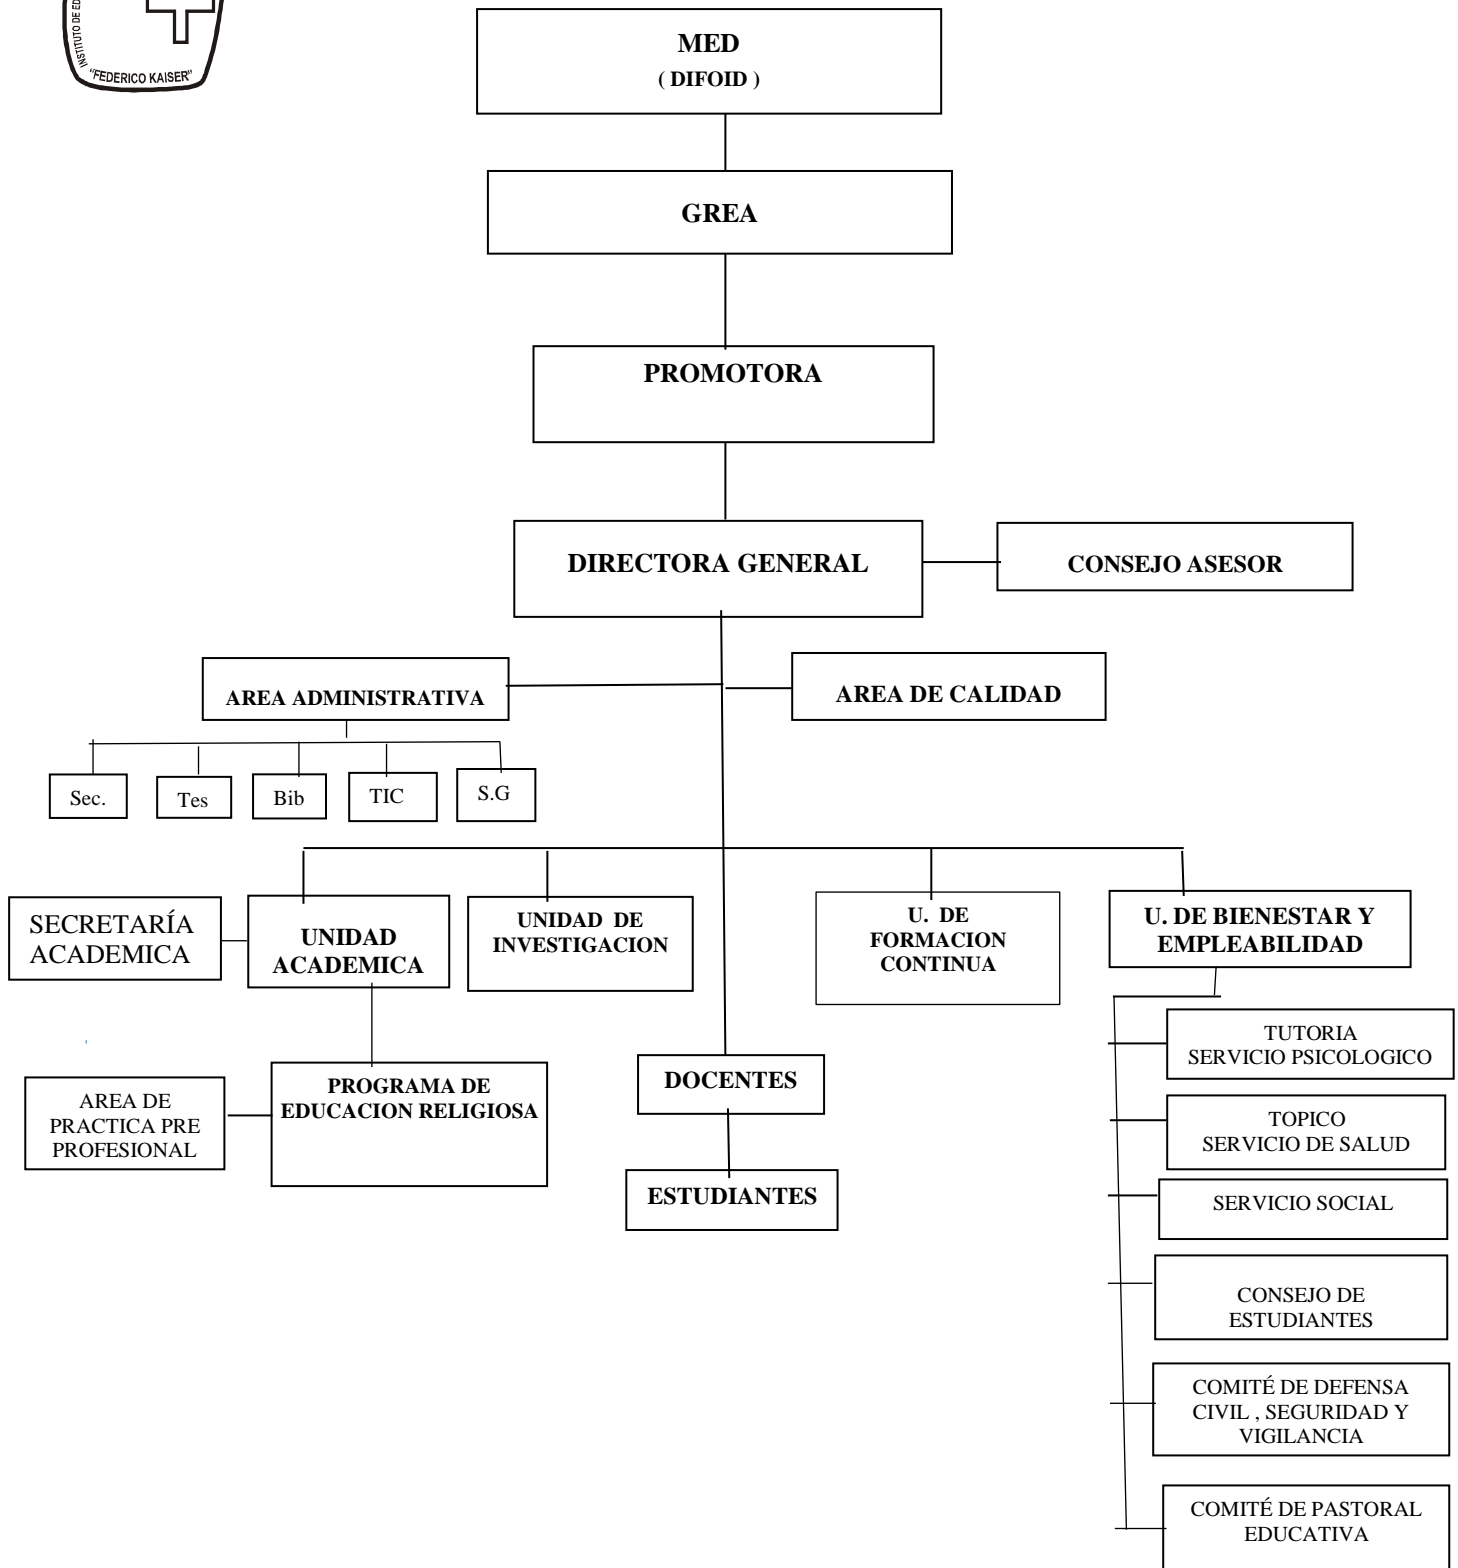 INSTITUTO DE ED
"FEDERICO KAISER"
MED
( DIFOID )
GREA
PROMOTORA
DIRECTORA GENERAL
CONSEJO ASESOR
AREA ADMINISTRATIVA
AREA DE CALIDAD
Sec.
Tes
Bib
TIC
S.G
SECRETARÍA
ACADEMICA
UNIDAD
ACADEMICA
UNIDAD DE
INVESTIGACION
U. DE
FORMACION
CONTINUA
U. DE BIENESTAR Y
EMPLEABILIDAD
AREA DE
PRACTICA PRE
PROFESIONAL
PROGRAMA DE
EDUCACION RELIGIOSA
DOCENTES
ESTUDIANTES
TUTORIA
SERVICIO PSICOLOGICO
TOPICO
SERVICIO DE SALUD
SERVICIO SOCIAL
CONSEJO DE
ESTUDIANTES
COMITÉ DE DEFENSA
CIVIL , SEGURIDAD Y
VIGILANCIA
COMITÉ DE PASTORAL
EDUCATIVA